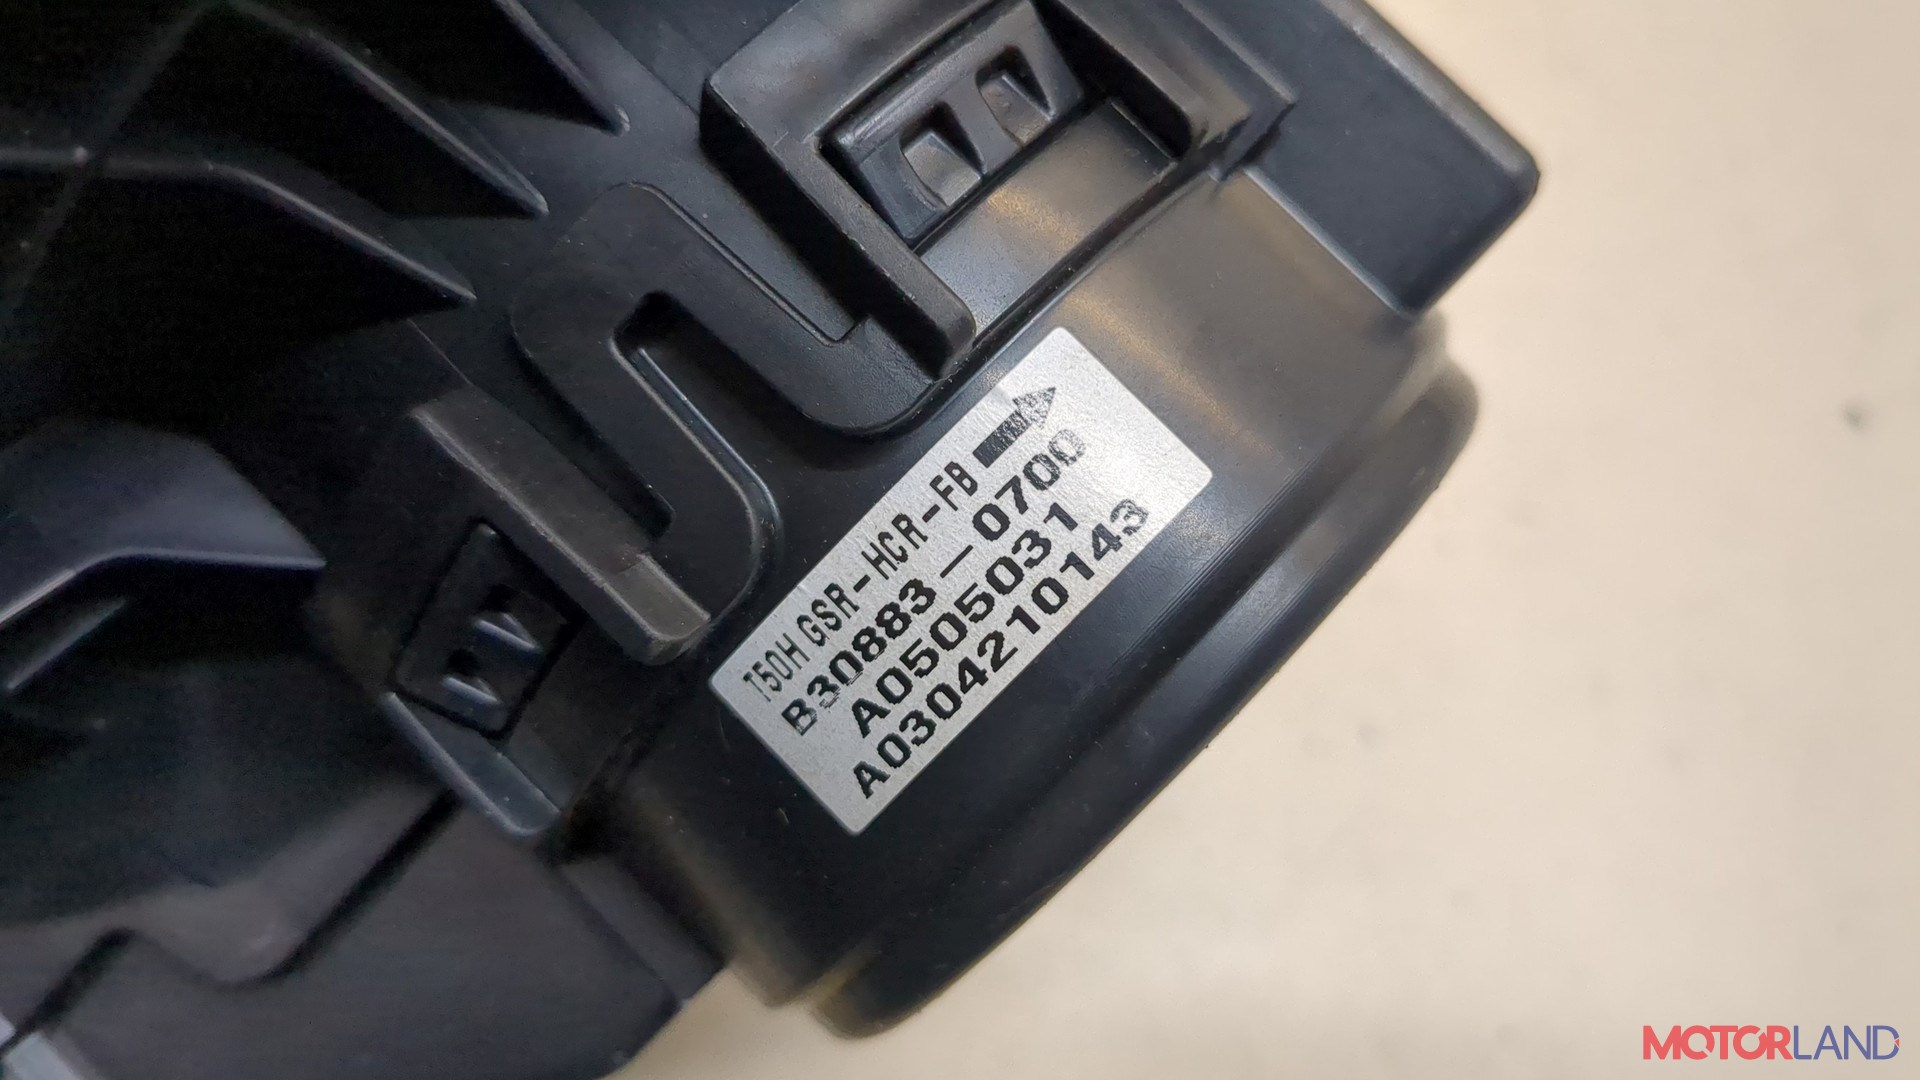 T50H GSR-HCR-FB
B30883-0700
A0505031
A0304210143
MOTORLAND